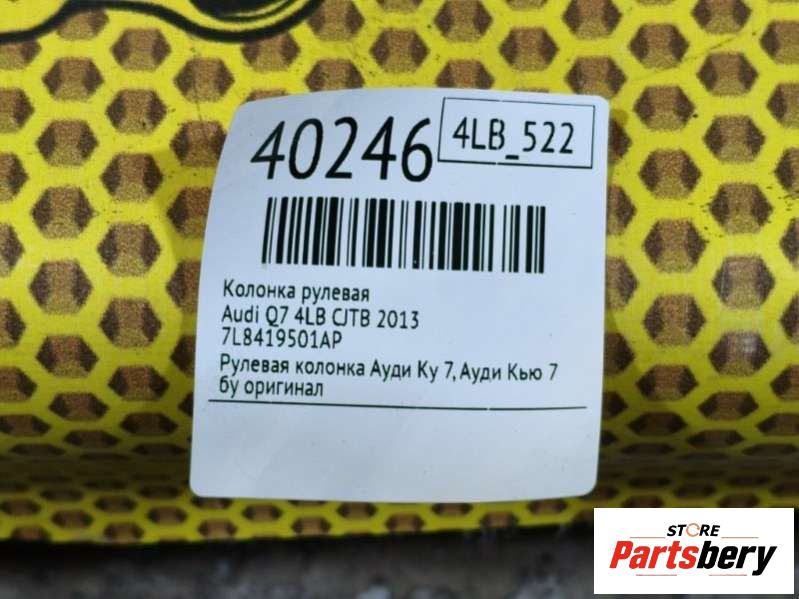 40246
4LB_522
Колонка рулевая
Audi Q7 4LB CJTB 2013
7L8419501AP
Рулевая колонка Ауди Ку 7, Ауди Кью 7
бу оригинал
STORE
Partsbery